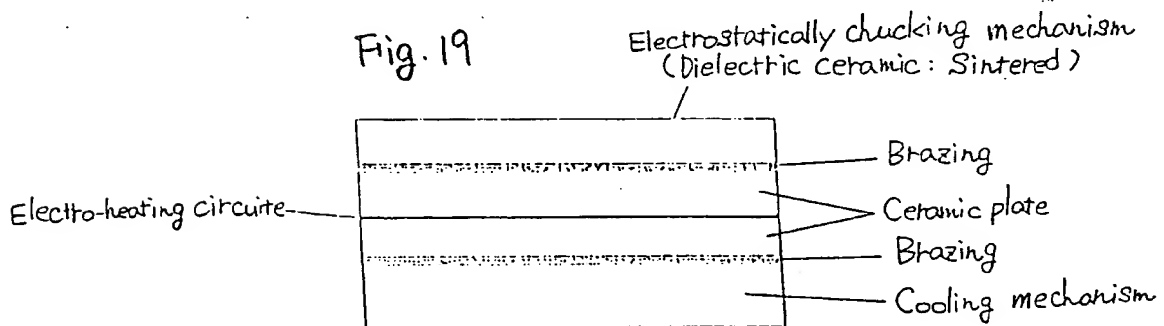 Fig. 19
Electrostatically chucking mechanism
(Dielectric ceramic: Sintered)
Brazing
Electro-heating circuite
Ceramic plate
Brazing
Cooling mechanism